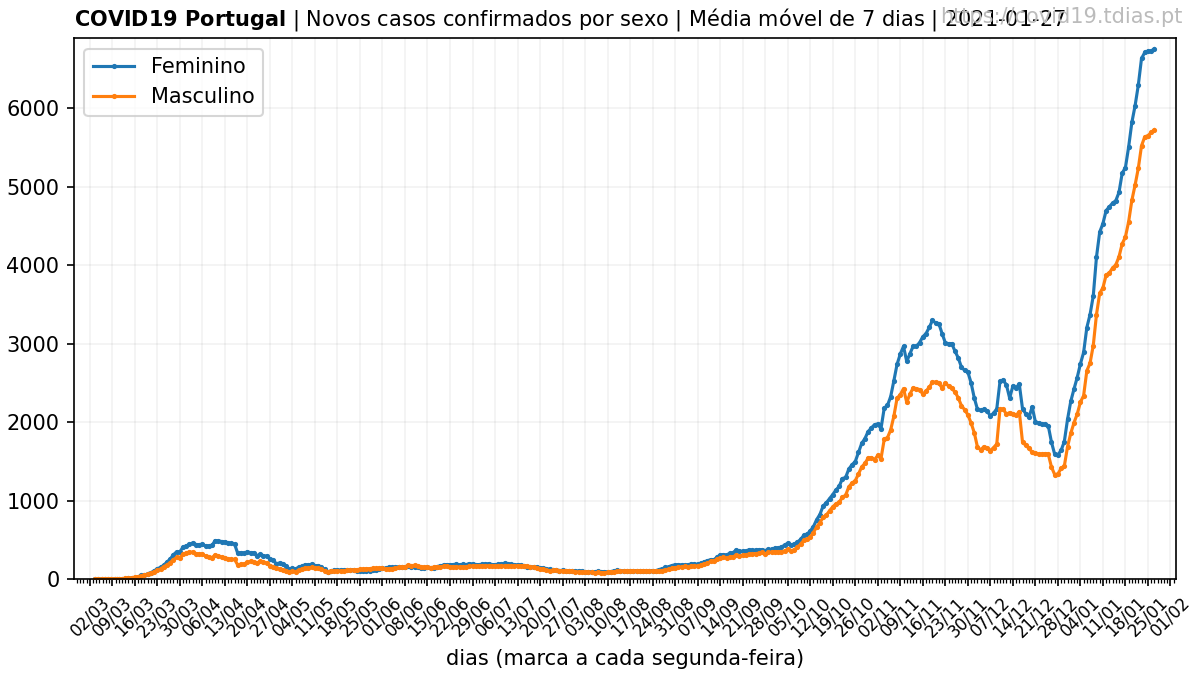 COVID19 Portugal | Novos casos confirmados por sexo | Média móvel de 7 dias | 2021-01-27
https://covid19.tdias.pt
Feminino
Masculino
6000
5000
4000
3000
2000
1000
0
02/03 09/03 16/03 23/03 30/03 06/04 13/04 20/04 27/04 04/05 11/05 18/05 25/05 01/06 08/06 15/06 22/06 29/06 06/07 13/07 20/07 27/07 03/08 10/08 17/08 24/08 31/08 07/09 14/09 21/09 28/09 05/10 12/10 19/10 26/10 02/11 09/11 16/11 23/11 30/11 07/12 14/12 21/12 28/12 04/01 11/01 18/01 25/01 01/02
dias (marca a cada segunda-feira)